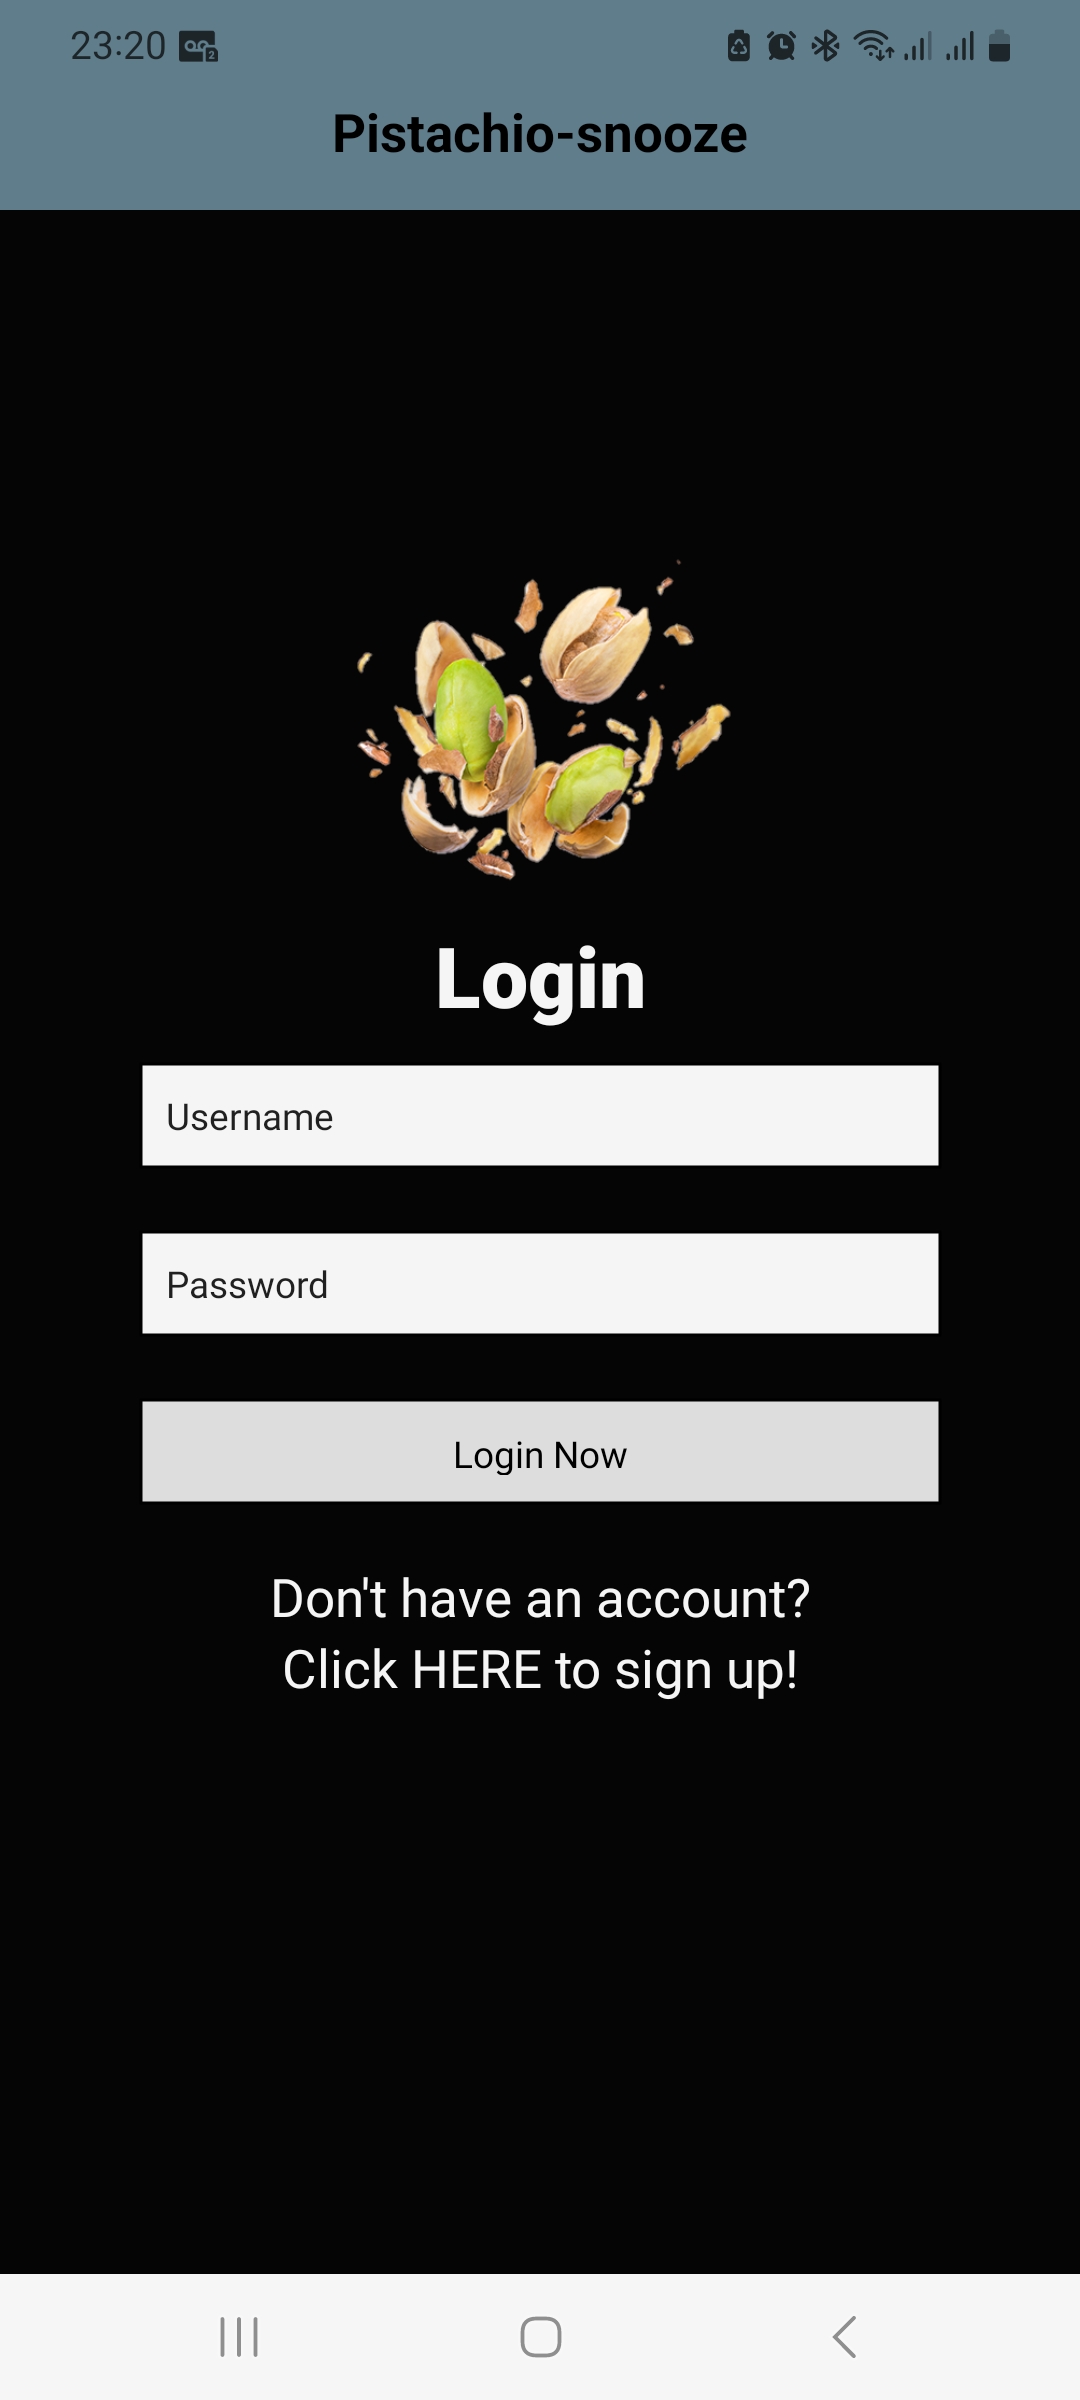 23:20
Pistachio-snooze
Login
Username
Password
Login Now
Don't have an account?
Click HERE to sign up!